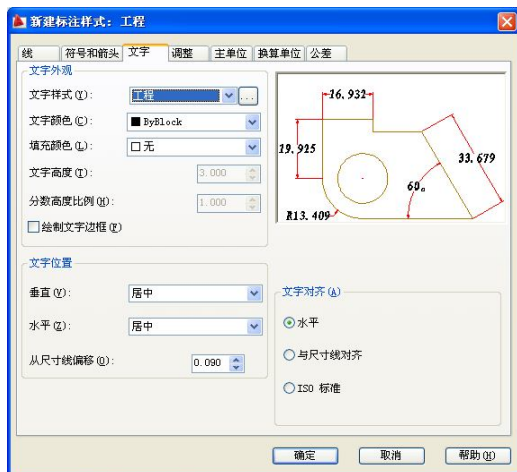 新建标注样式：工程
线 符号和箭头 文字 调整 主单位 换算单位 公差
文字外观
文字样式(Y): 工程 ...
文字颜色(C): ByBlock
填充颜色(L): 无
文字高度(T): 3.000
分数高度比例(H): 1.000
绘制文字边框(F)
16.932
19.925
33.679
60°
R13.409
文字位置
垂直(V): 居中
水平(Z): 居中
从尺寸线偏移(O): 0.090
文字对齐(A)
水平
与尺寸线对齐
ISO 标准
确定 取消 帮助(H)